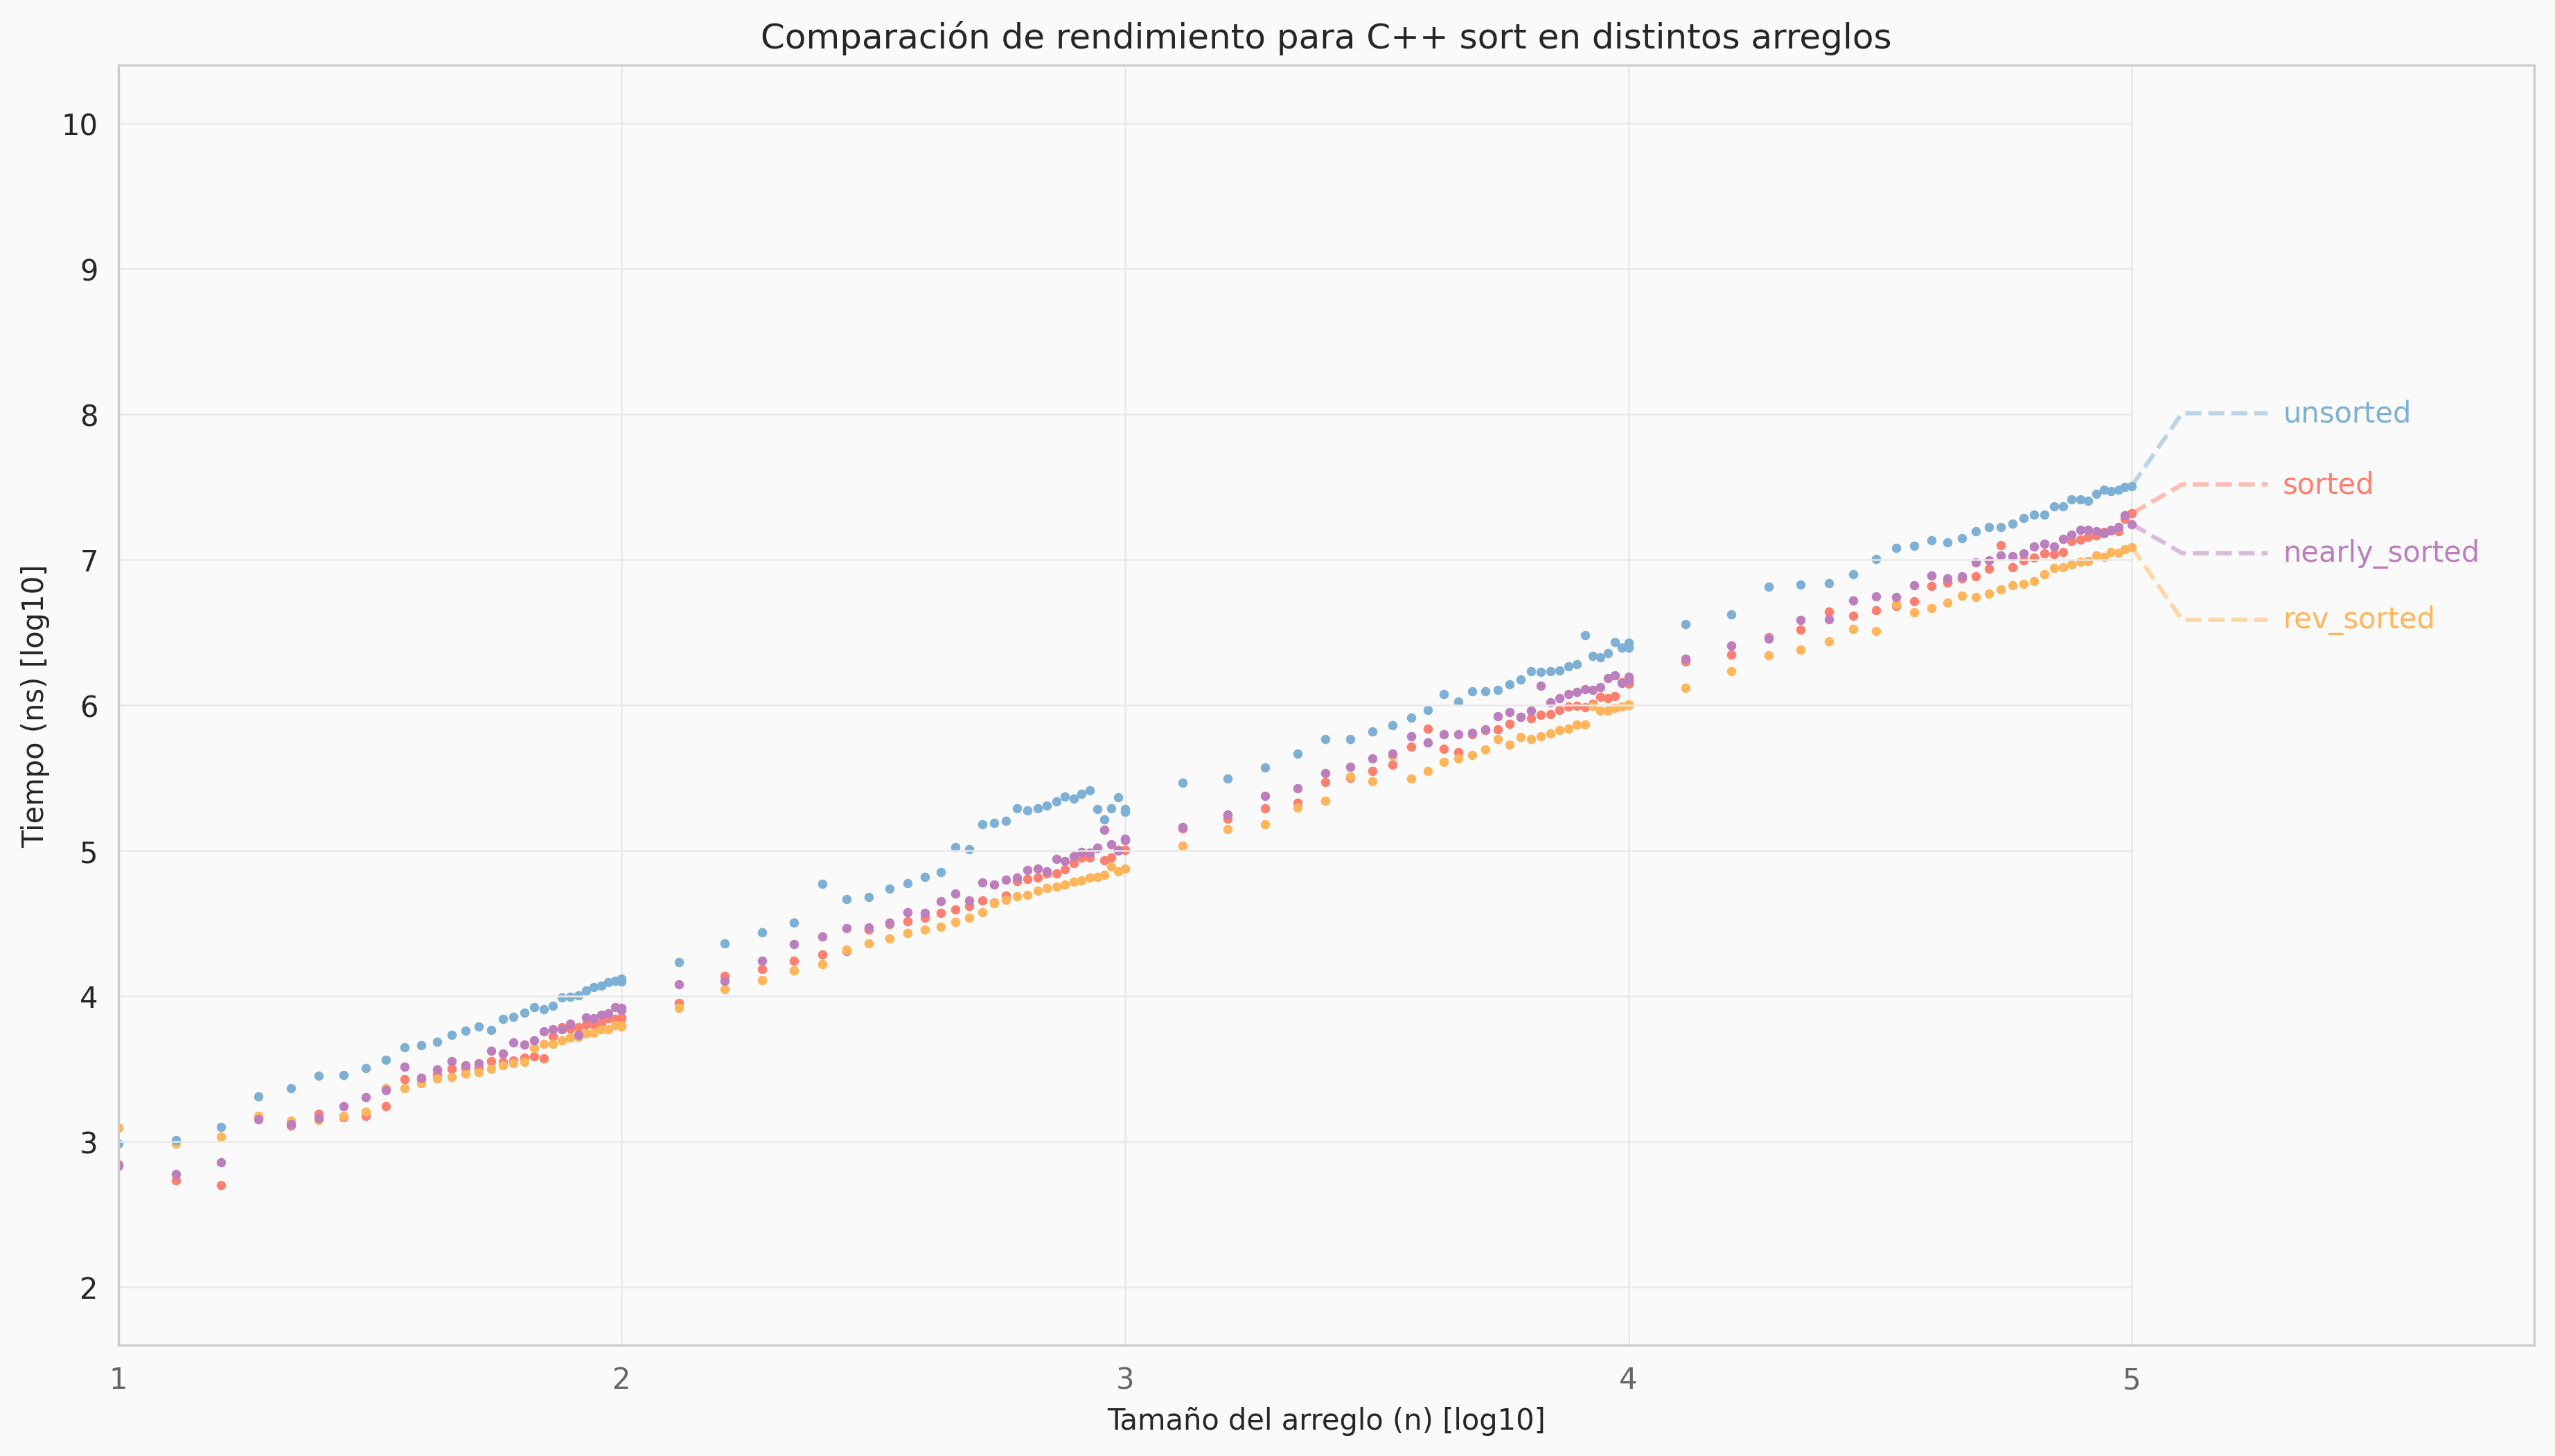 Comparación de rendimiento para C++ sort en distintos arreglos
Tiempo (ns) [log10]
10
9
8
7
6
5
4
3
2
unsorted
sorted
nearly_sorted
rev_sorted
1 2 3 4 5
Tamaño del arreglo (n) [log10]